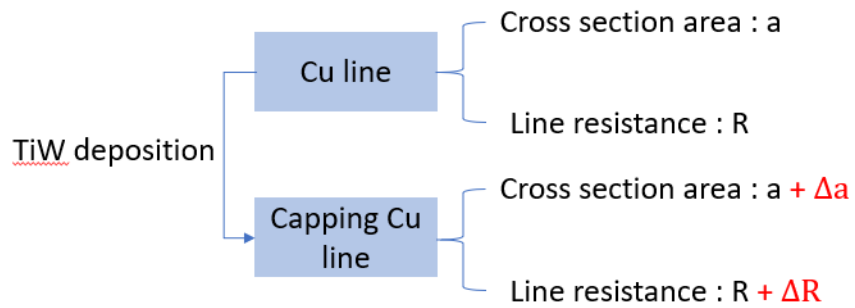 Cross section area : a
Cu line
Line resistance : R
TiW deposition
Cross section area : a + Δa
Capping Cu
line
Line resistance : R + ΔR